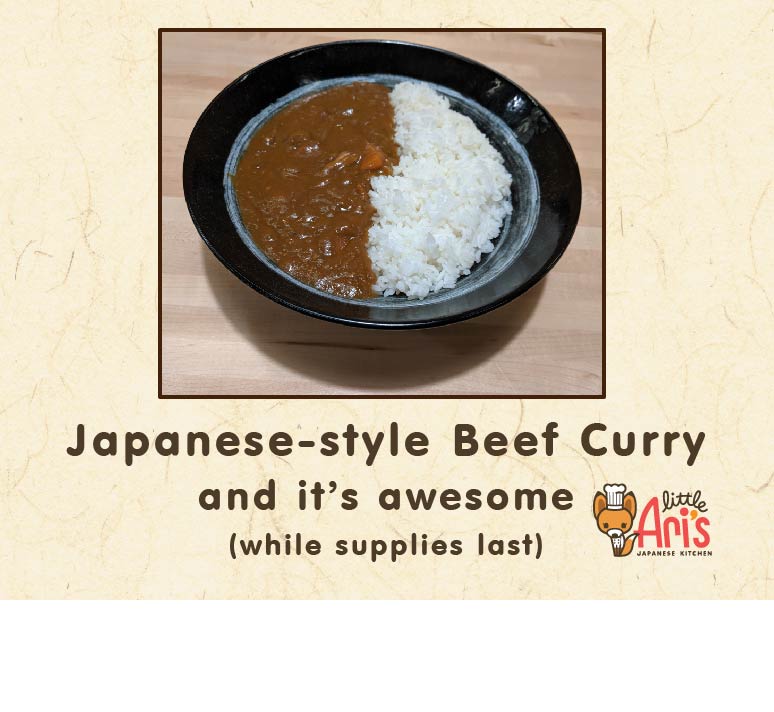 Japanese-style Beef Curry
and it's awesome
(while supplies last)
little
Ari's
JAPANESE KITCHEN